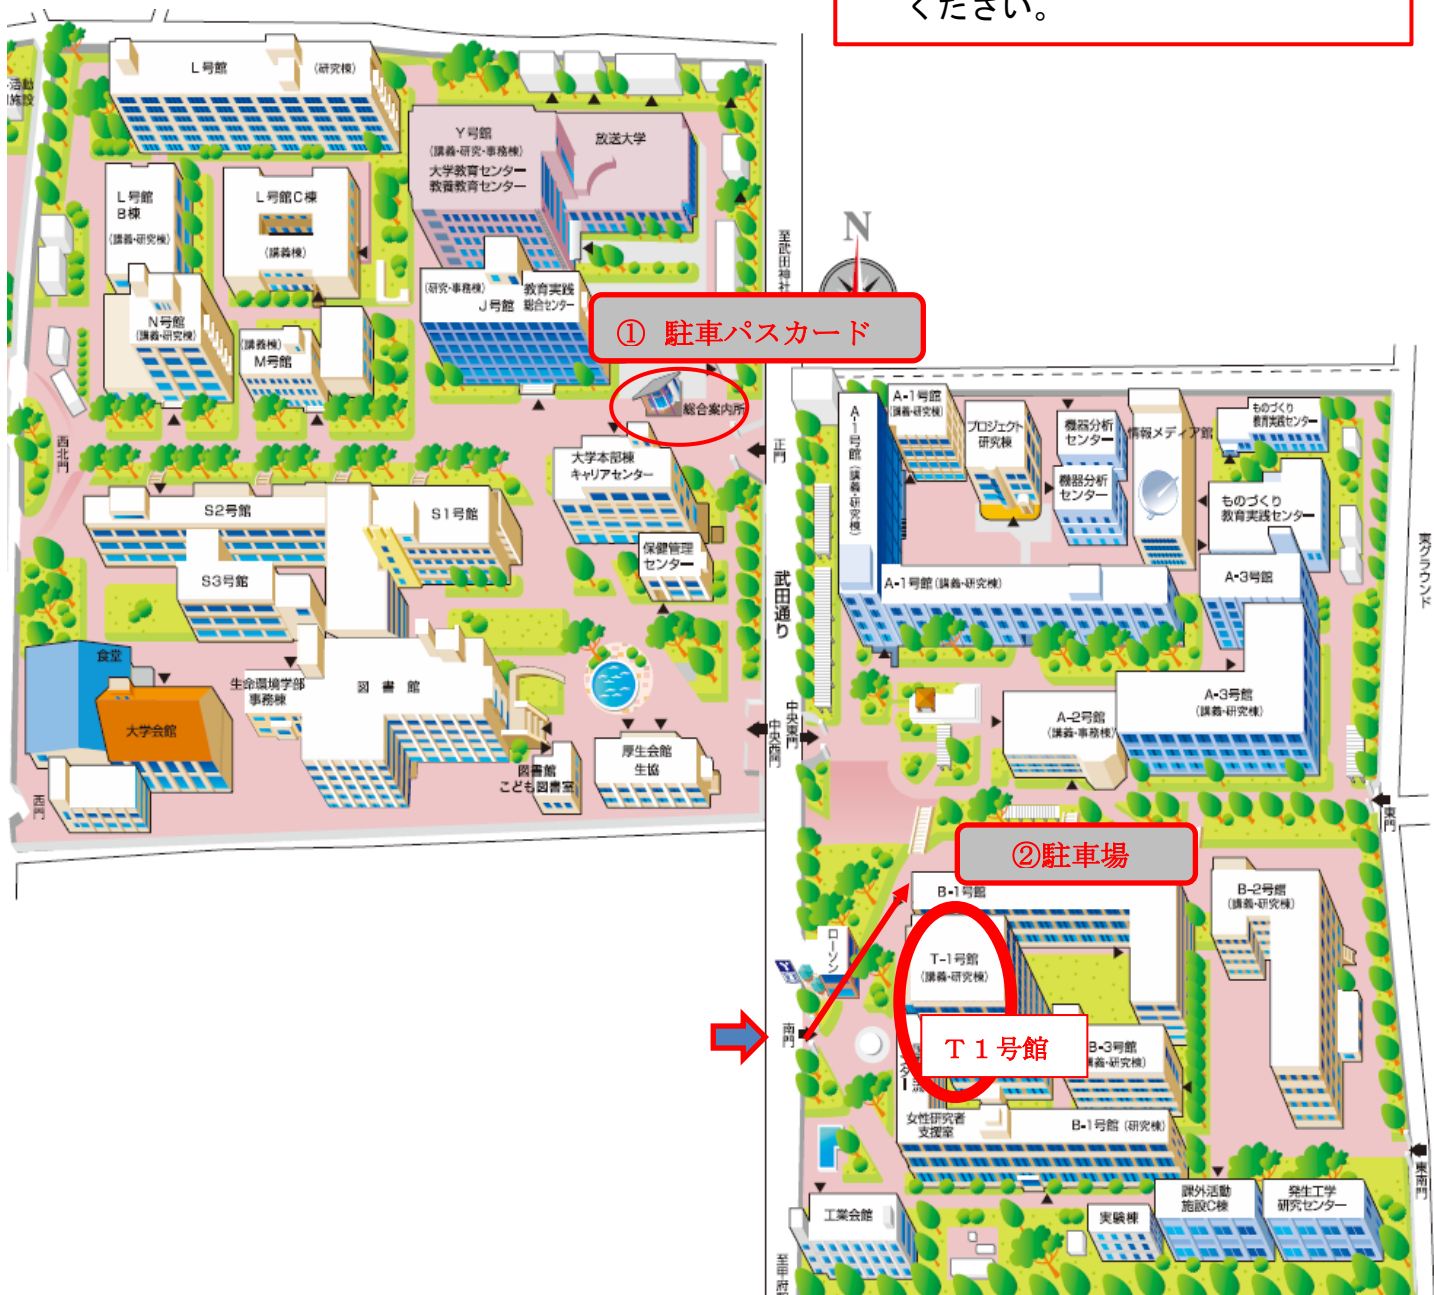 ください。
L号館
(研究棟)
活動
施設
Y号館
(講義・研究・事務棟)
大学教育センター
教養教育センター
放送大学
L号館
B棟
(講義・研究棟)
L号館C棟
(講義棟)
至武田神社
N
(研究・事務棟)
J号館
教育実践
総合センター
① 駐車パスカード
N号館
(講義・研究棟)
(講義棟)
M号館
総合案内所
西北門
正門
大学本部棟
キャリアセンター
A-1号館
(講義・研究棟)
A-1号館(講義・研究棟)
プロジェクト
研究棟
機器分析
センター
情報メディア館
ものづくり
教育実践センター
機器分析
センター
ものづくり
教育実践センター
S2号館
S1号館
保健管理
センター
S3号館
武田通り
A-1号館(講義・研究棟)
A-3号館
東グラウンド
食堂
大学会館
生命環境学部
事務棟
図書館
A-3号館
(講義・研究棟)
A-2号館
(講義・事務棟)
中央東門
中央西門
厚生会館
生協
図書館
こども図書室
西門
東門
②駐車場
B-1号館
B-2号館
(講義・研究棟)
ローソン
T-1号館
(講義・研究棟)
南門
T1号館
B-3号館
(講義・研究棟)
女性研究者
支援室
B-1号館(研究棟)
東南門
課外活動
施設C棟
発生工学
研究センター
工業会館
実験棟
至甲府